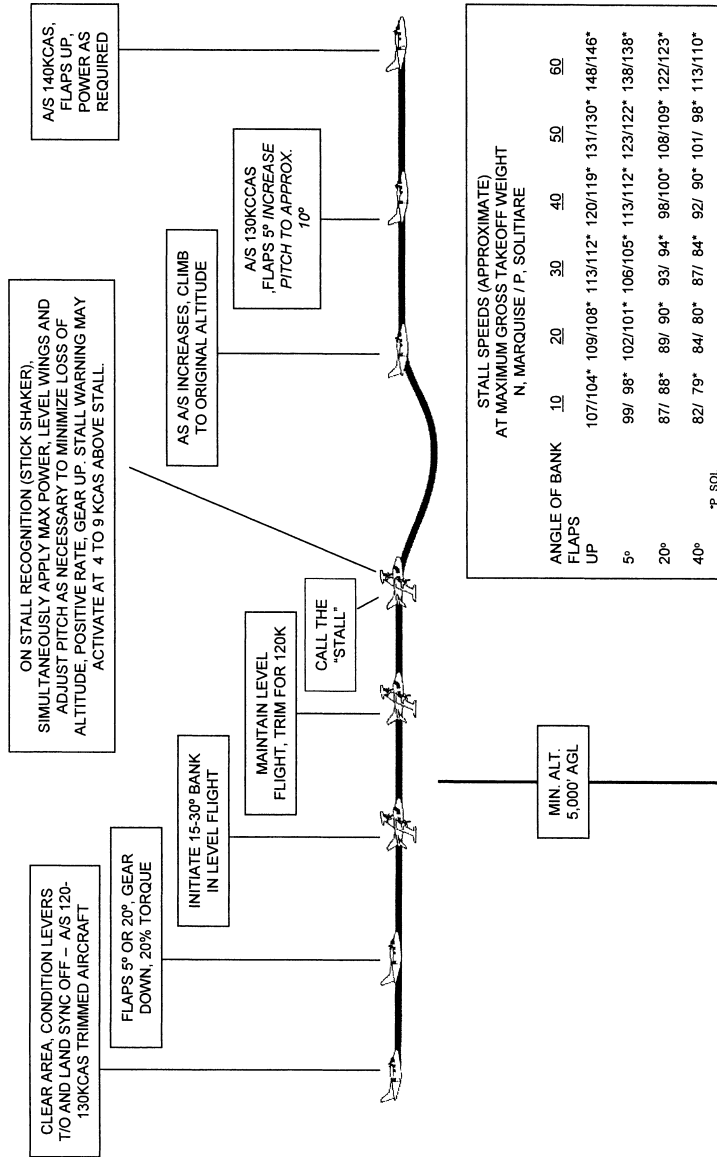 CLEAR AREA, CONDITION LEVERS
T/O AND LAND SYNC OFF – A/S 120-
130KCAS TRIMMED AIRCRAFT
FLAPS 5º OR 20º, GEAR
DOWN, 20% TORQUE
INITIATE 15-30º BANK
IN LEVEL FLIGHT
MAINTAIN LEVEL
FLIGHT, TRIM FOR 120K
CALL THE
"STALL"
ON STALL RECOGNITION (STICK SHAKER),
SIMULTANEOUSLY APPLY MAX POWER, LEVEL WINGS AND
ADJUST PITCH AS NECESSARY TO MINIMIZE LOSS OF
ALTITUDE, POSITIVE RATE, GEAR UP. STALL WARNING MAY
ACTIVATE AT 4 TO 9 KCAS ABOVE STALL.
AS A/S INCREASES, CLIMB
TO ORIGINAL ALTITUDE
A/S 130KCCAS
,FLAPS 5º INCREASE
PITCH TO APPROX.
10º
A/S 140KCAS,
FLAPS UP,
POWER AS
REQUIRED
MIN. ALT.
5,000' AGL
STALL SPEEDS (APPROXIMATE)
AT MAXIMUM GROSS TAKEOFF WEIGHT
N, MARQUISE / P, SOLITIARE
ANGLE OF BANK 10 20 30 40 50 60
FLAPS
UP 107/104* 109/108* 113/112* 120/119* 131/130* 148/146*
5º 99/ 98* 102/101* 106/105* 113/112* 123/122* 138/138*
20º 87/ 88* 89/ 90* 93/ 94* 98/100* 108/109* 122/123*
40º 82/ 79* 84/ 80* 87/ 84* 92/ 90* 101/ 98* 113/110*
*P, SOL